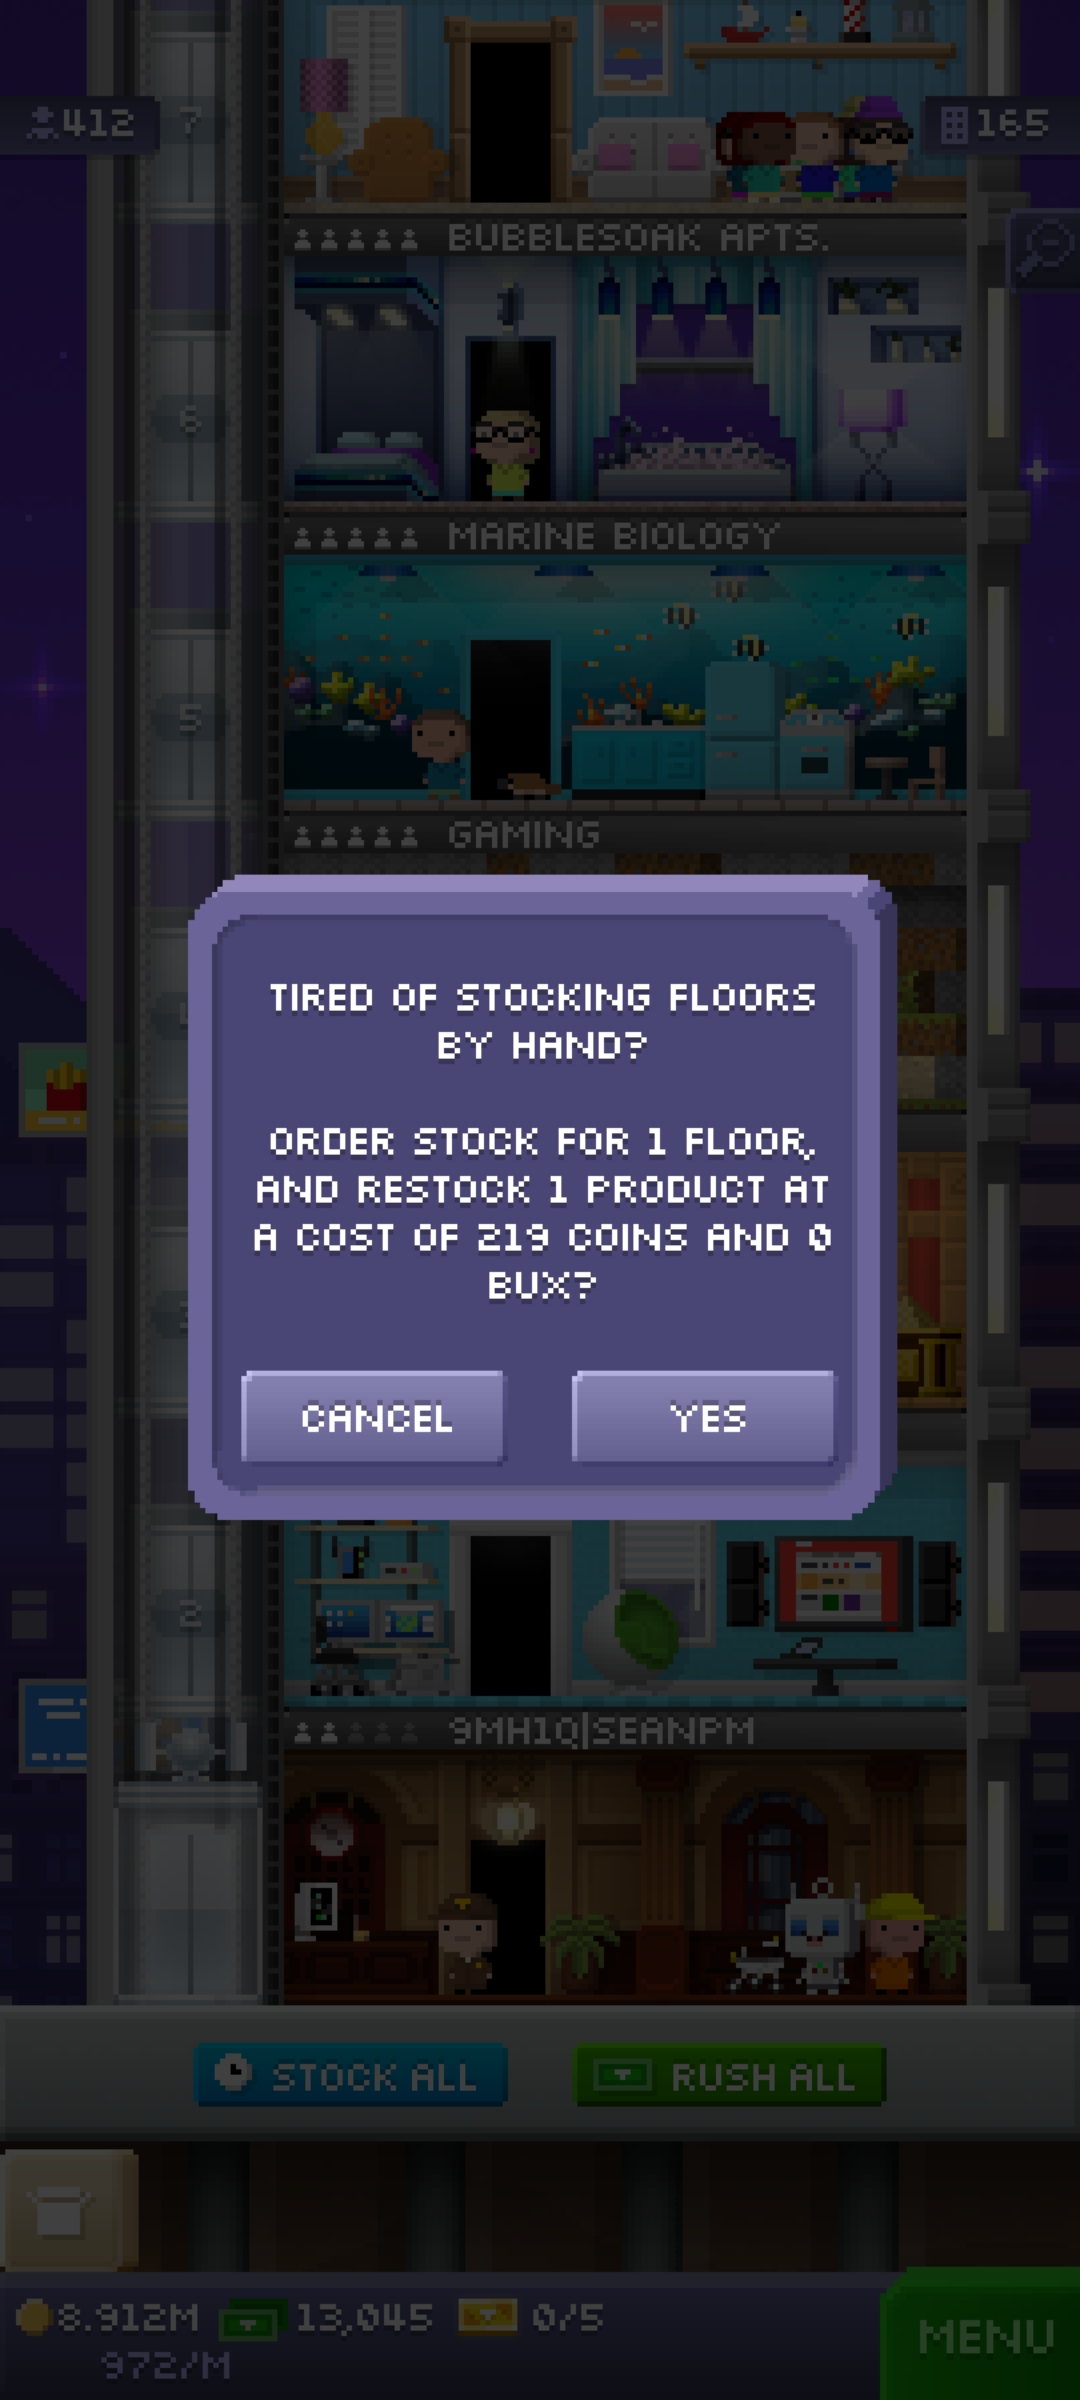 412
7
165
BUBBLESOAK APTS.
6
MARINE BIOLOGY
5
GAMING
TIRED OF STOCKING FLOORS
BY HAND?
ORDER STOCK FOR 1 FLOOR,
AND RESTOCK 1 PRODUCT AT
A COST OF 219 COINS AND 0
BUX?
CANCEL
YES
2
9MH1Q|SEANPM
STOCK ALL
RUSH ALL
8.912M
13,045
0/5
972/M
MENU